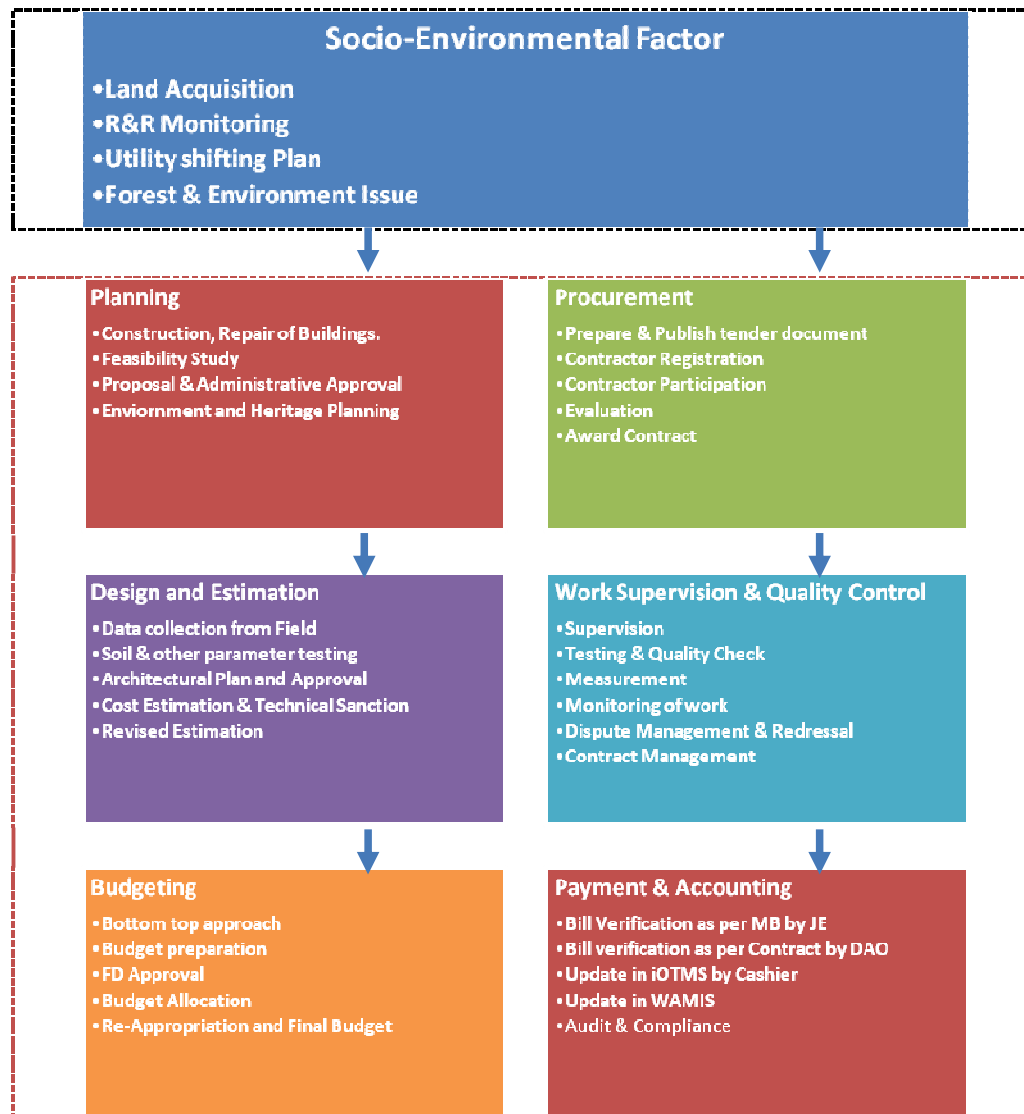 Socio-Environmental Factor
•Land Acquisition
•R&R Monitoring
•Utility shifting Plan
•Forest & Environment Issue
Planning
•Construction, Repair of Buildings.
•Feasibility Study
•Proposal & Administrative Approval
•Enviornment and Heritage Planning
Procurement
•Prepare & Publish tender document
•Contractor Registration
•Contractor Participation
•Evaluation
•Award Contract
Design and Estimation
•Data collection from Field
•Soil & other parameter testing
•Architectural Plan and Approval
•Cost Estimation & Technical Sanction
•Revised Estimation
Work Supervision & Quality Control
•Supervision
•Testing & Quality Check
•Measurement
•Monitoring of work
•Dispute Management & Redressal
•Contract Management
Budgeting
•Bottom top approach
•Budget preparation
•FD Approval
•Budget Allocation
•Re-Appropriation and Final Budget
Payment & Accounting
•Bill Verification as per MB by JE
•Bill verification as per Contract by DAO
•Update in iOTMS by Cashier
•Update in WAMIS
•Audit & Compliance